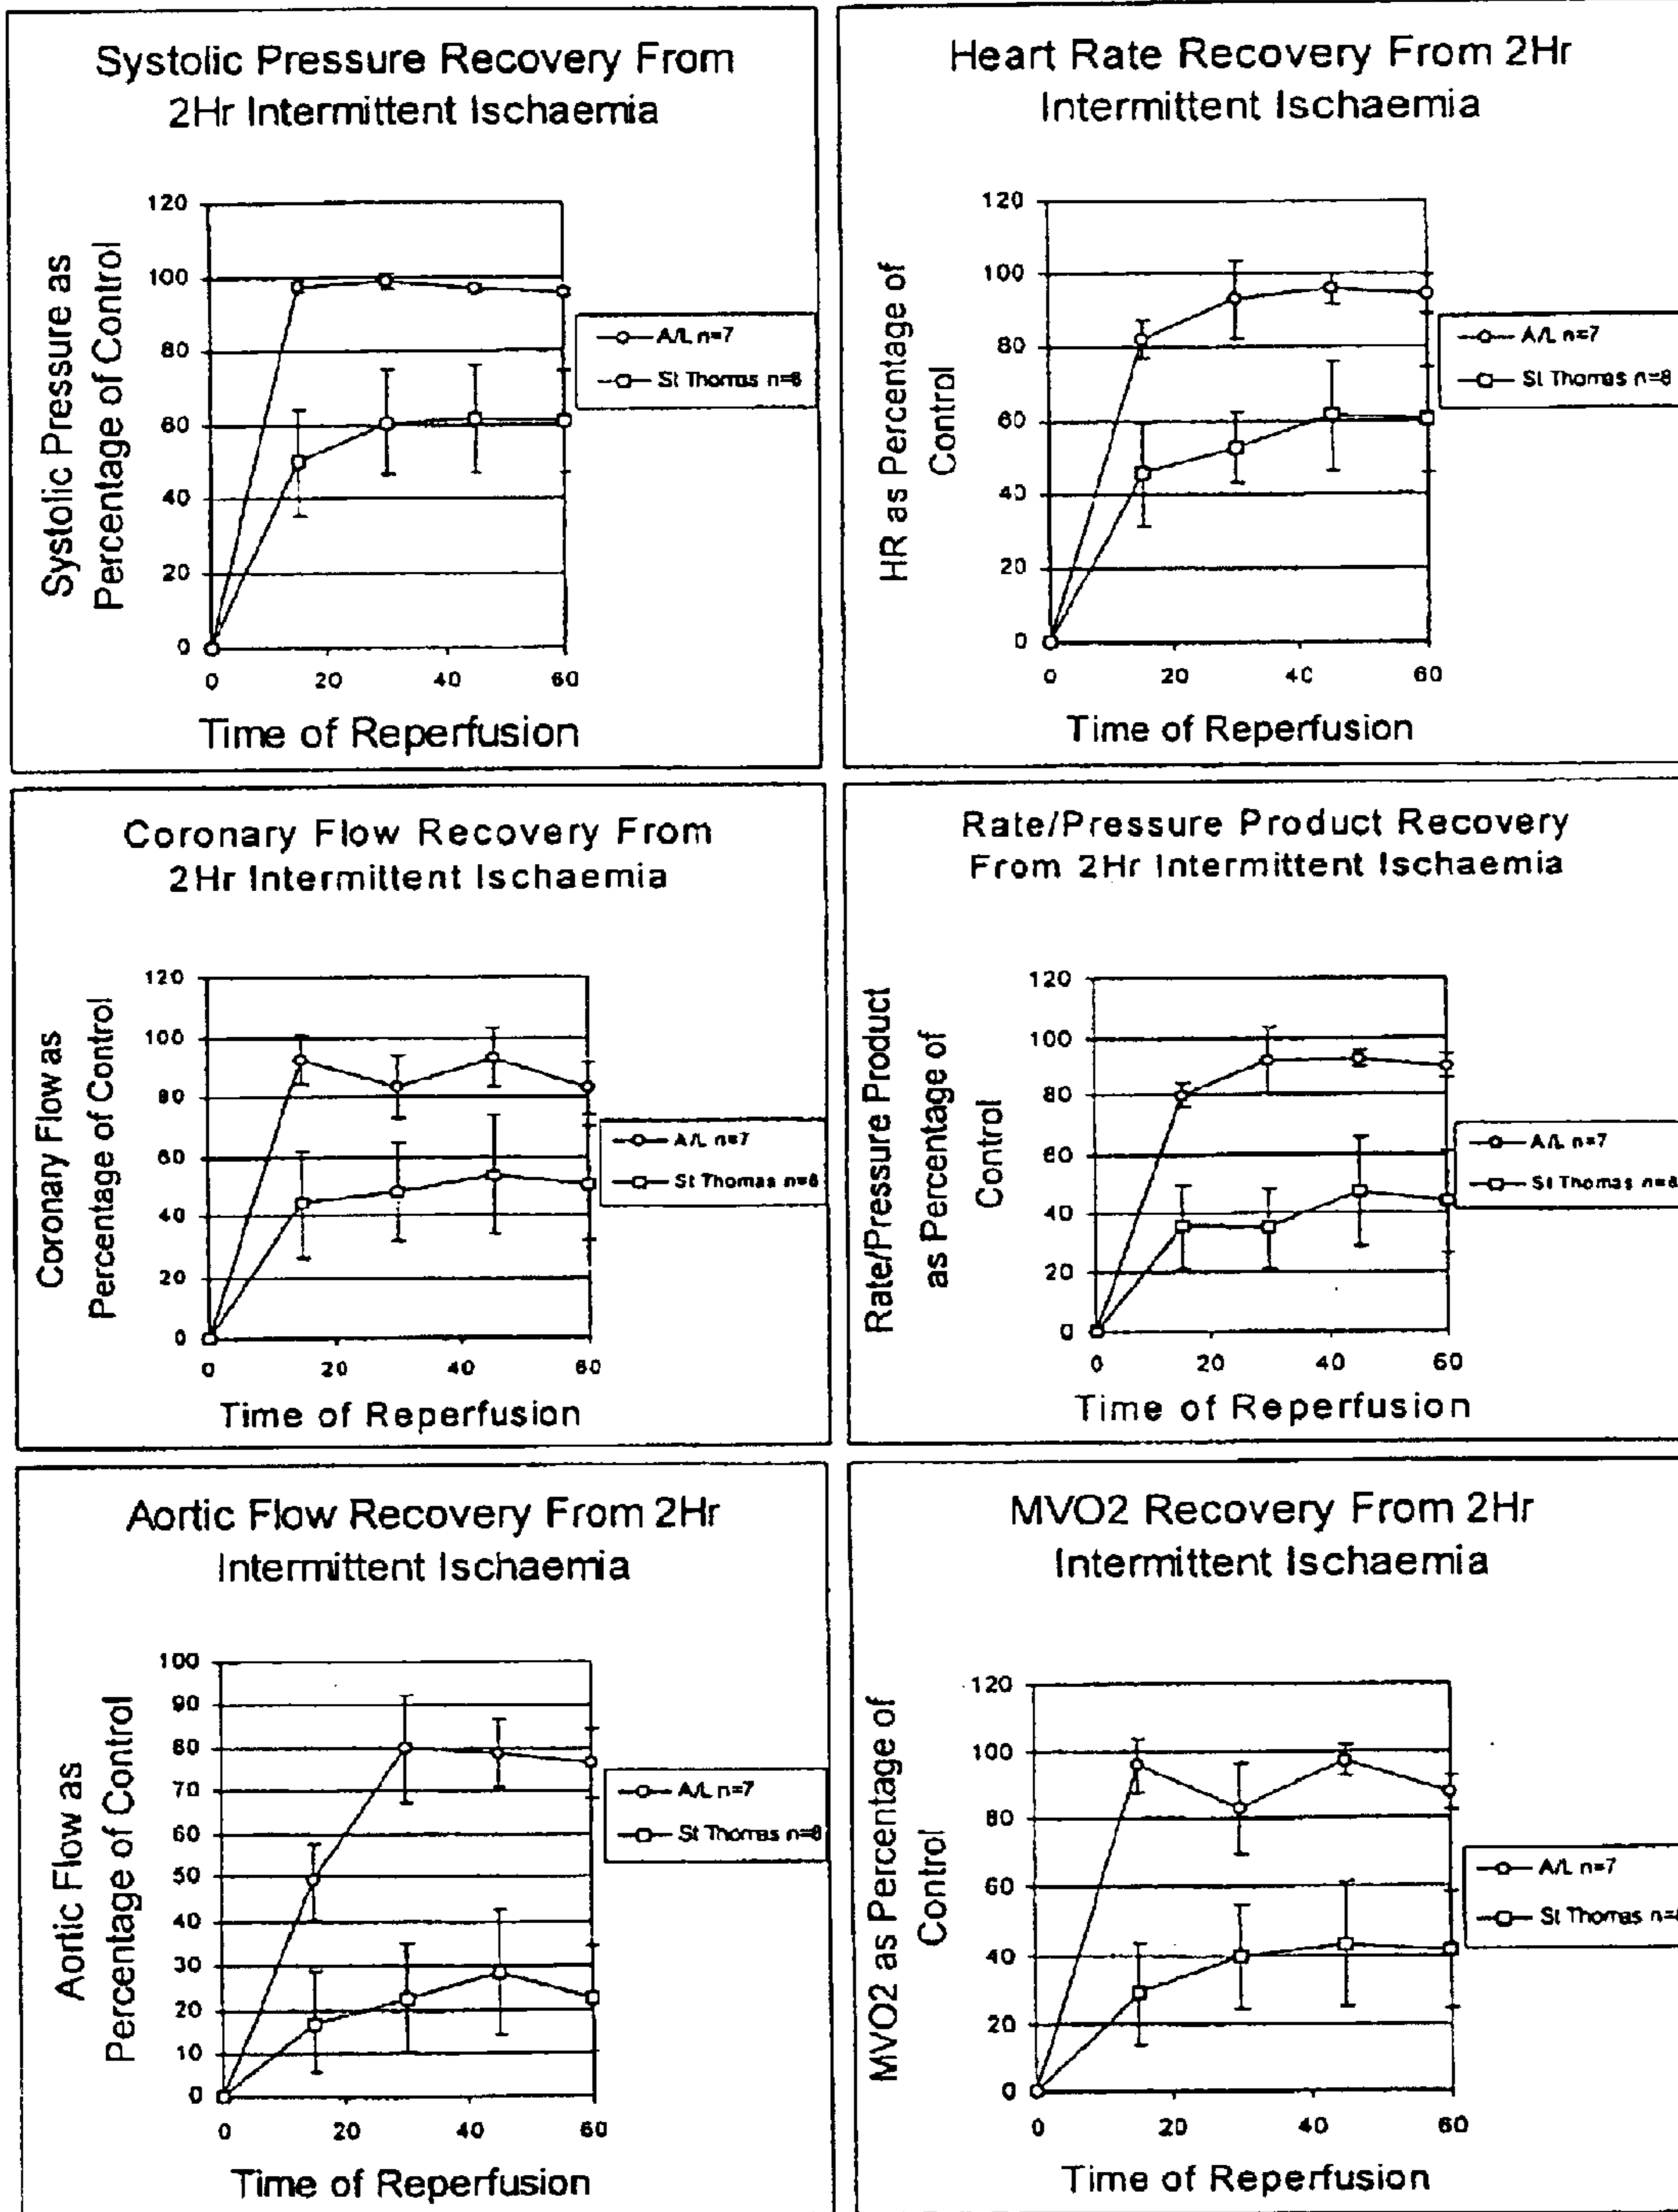 Systolic Pressure Recovery From
2Hr Intermittent Ischaemia
Systolic Pressure as
Percentage of Control
120
100
80
60
40
20
0
0 20 40 60
Time of Reperfusion
A/L n=7
St Thomas n=8
Heart Rate Recovery From 2Hr
Intermittent Ischaemia
HR as Percentage of
Control
120
100
80
60
40
20
0
0 20 40 60
Time of Reperfusion
A/L n=7
St Thomas n=8
Coronary Flow Recovery From
2Hr Intermittent Ischaemia
Coronary Flow as
Percentage of Control
120
100
80
60
40
20
0
0 20 40 60
Time of Reperfusion
A/L n=7
St Thomas n=8
Rate/Pressure Product Recovery
From 2Hr Intermittent Ischaemia
Rate/Pressure Product
as Percentage of
Control
120
100
80
60
40
20
0
0 20 40 60
Time of Reperfusion
A/L n=7
St Thomas n=8
Aortic Flow Recovery From 2Hr
Intermittent Ischaemia
Aortic Flow as
Percentage of Control
100
90
80
70
60
50
40
30
20
10
0
0 20 40 60
Time of Reperfusion
A/L n=7
St Thomas n=8
MVO2 Recovery From 2Hr
Intermittent Ischaemia
MVO2 as Percentage of
Control
120
100
80
60
40
20
0
0 20 40 60
Time of Reperfusion
A/L n=7
St Thomas